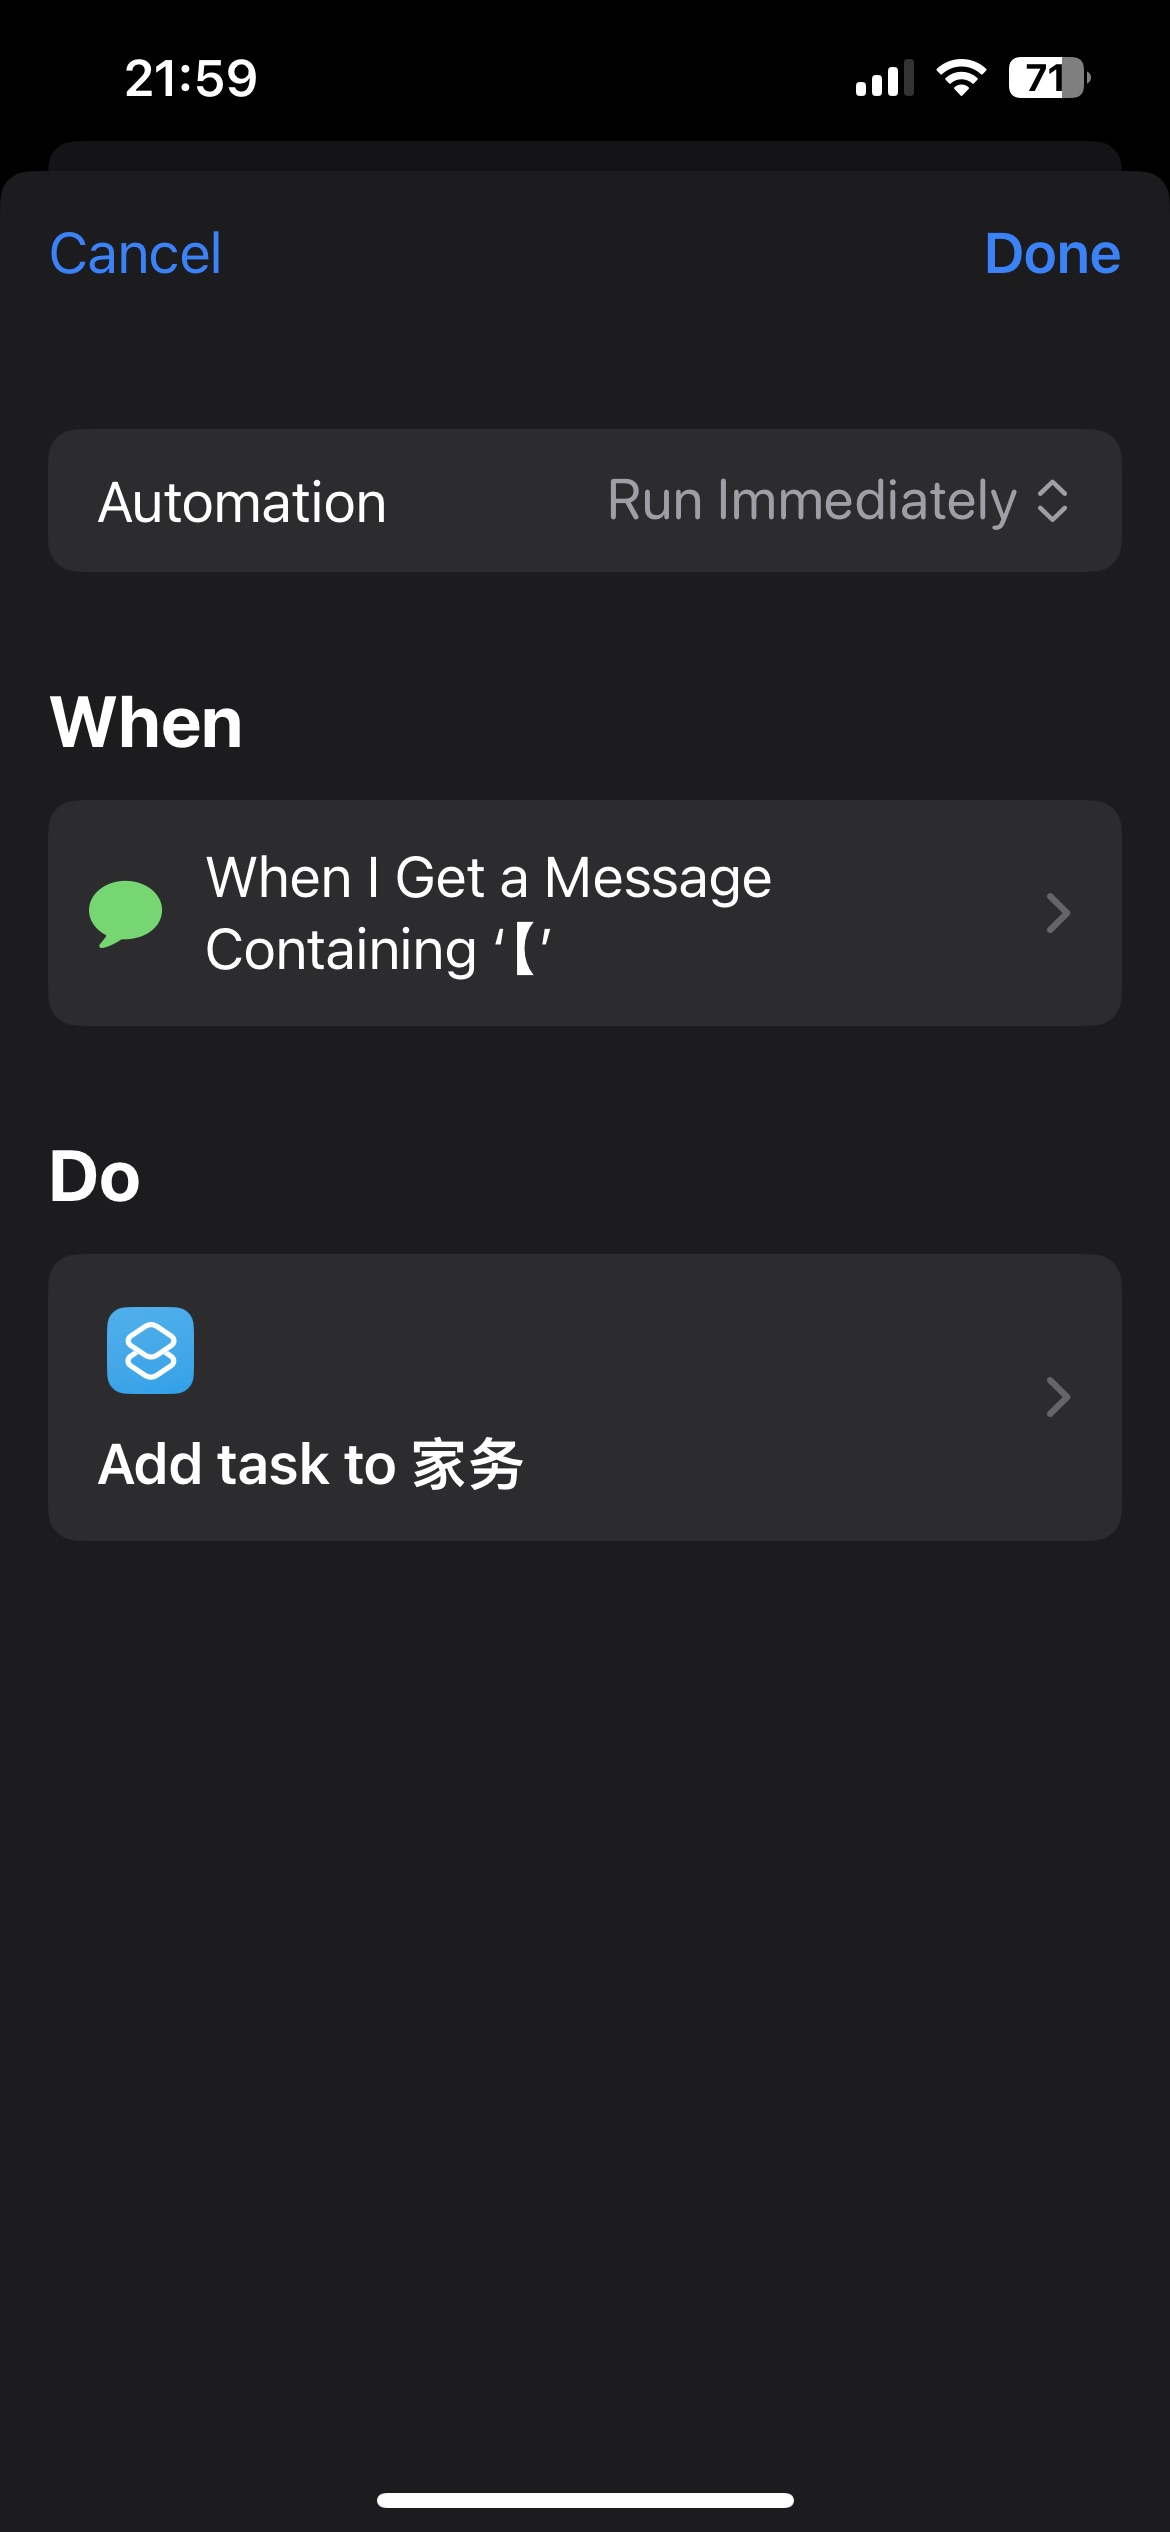 21:59
71
Cancel
Done
Automation
Run Immediately
When
When I Get a Message
Containing ‘【’
Do
Add task to 家务